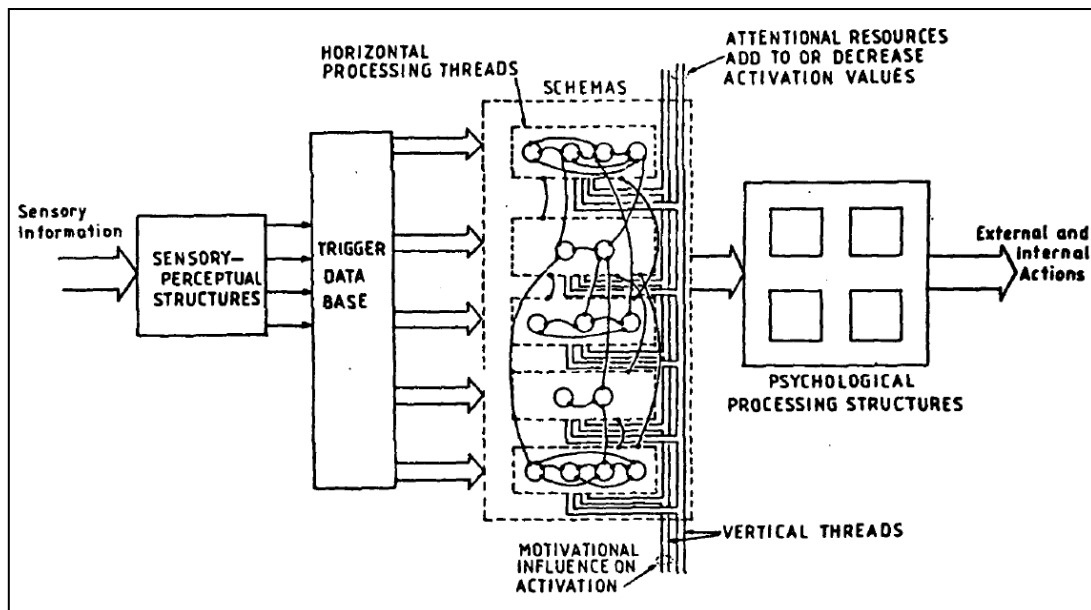 HORIZONTAL
PROCESSING THREADS
SCHEMAS
ATTENTIONAL RESOURCES
ADD TO OR DECREASE
ACTIVATION VALUES
Sensory
Information
SENSORY—
PERCEPTUAL
STRUCTURES
TRIGGER
DATA
BASE
External and
Internal
Actions
PSYCHOLOGICAL
PROCESSING STRUCTURES
VERTICAL THREADS
MOTIVATIONAL
INFLUENCE ON
ACTIVATION